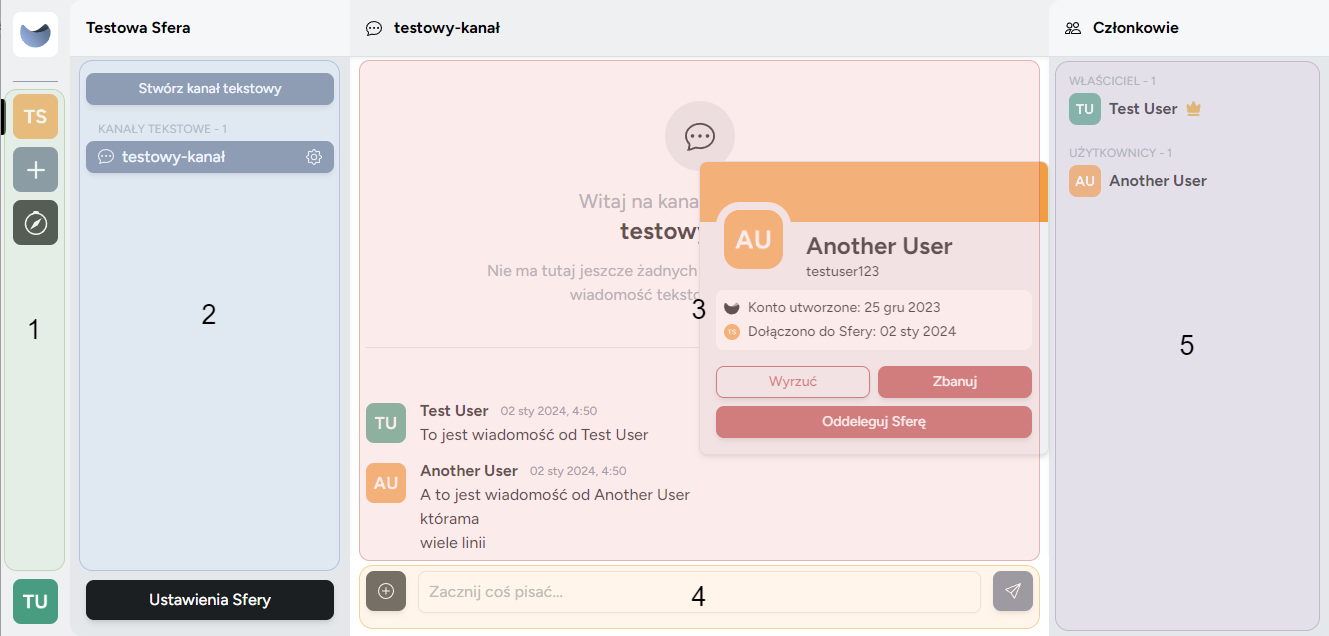 Testowa Sfera
testowy-kanał
Członkowie
TS
1
TU
Stwórz kanał tekstowy
KANAŁY TEKSTOWE - 1
testowy-kanał
2
Ustawienia Sfery
Witaj na kana
testowy
Nie ma tutaj jeszcze żadnych
wiadomość teksto
3
AU
Another User
testuser123
Konto utworzone: 25 gru 2023
TS Dołączono do Sfery: 02 sty 2024
Wyrzuć
Zbanuj
Oddeleguj Sferę
TU
Test User 02 sty 2024, 4:50
To jest wiadomość od Test User
AU
Another User 02 sty 2024, 4:50
A to jest wiadomość od Another User
którama
wiele linii
Zacznij coś pisać...
4
WŁAŚCICIEL - 1
TU Test User
UŻYTKOWNICY - 1
AU Another User
5